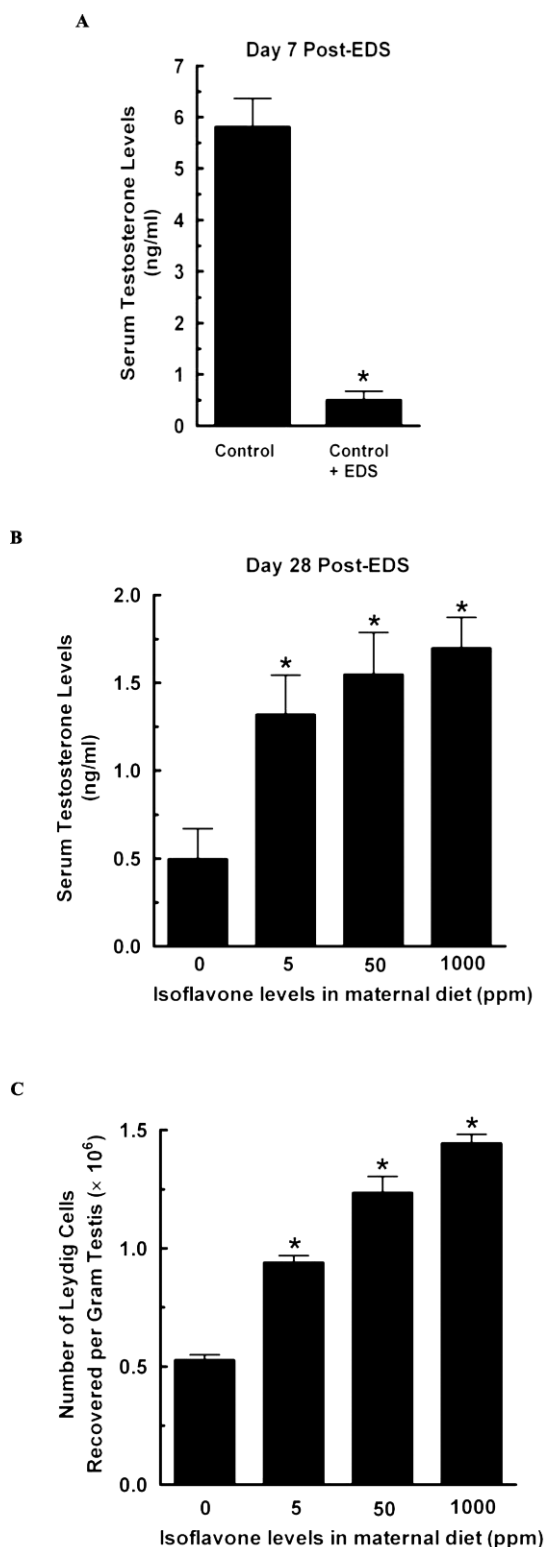 A
Day 7 Post-EDS
7
6
5
4
3
2
1
0
Serum Testosterone Levels
(ng/ml)
*
Control
Control
+ EDS
B
Day 28 Post-EDS
2.0
1.5
1.0
0.5
0.0
Serum Testosterone Levels
(ng/ml)
* * *
0 5 50 1000
Isoflavone levels in maternal diet (ppm)
C
1.5
1.0
0.5
0.0
Number of Leydig Cells
Recovered per Gram Testis (× 10⁶)
* * *
0 5 50 1000
Isoflavone levels in maternal diet (ppm)